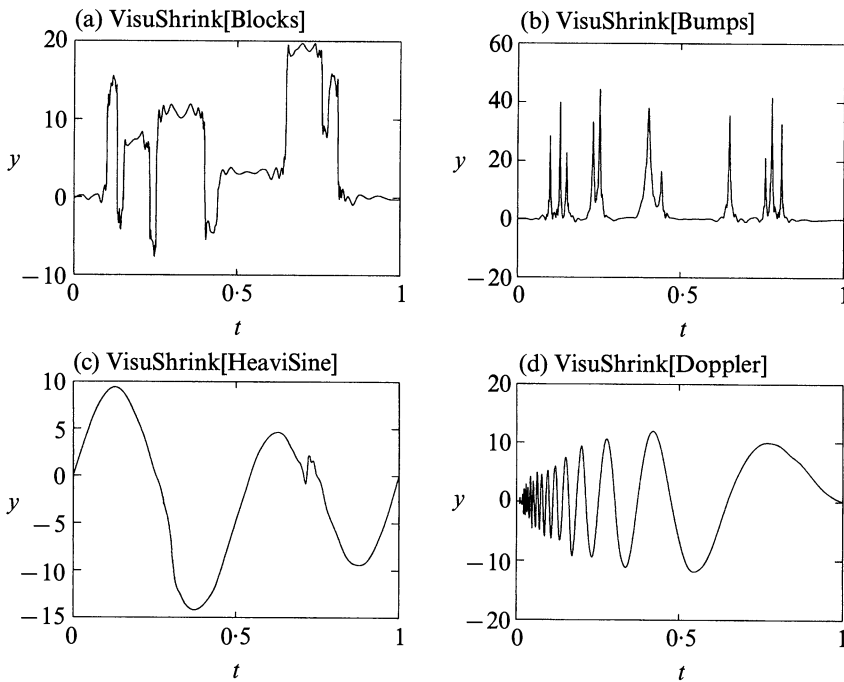 (a) VisuShrink[Blocks]
20
10
0
−10
y
0
0·5
1
t
(b) VisuShrink[Bumps]
60
40
20
0
−20
y
0
0·5
1
t
(c) VisuShrink[HeaviSine]
10
5
0
−5
−10
−15
y
0
0·5
1
t
(d) VisuShrink[Doppler]
20
10
0
−10
−20
y
0
0·5
1
t